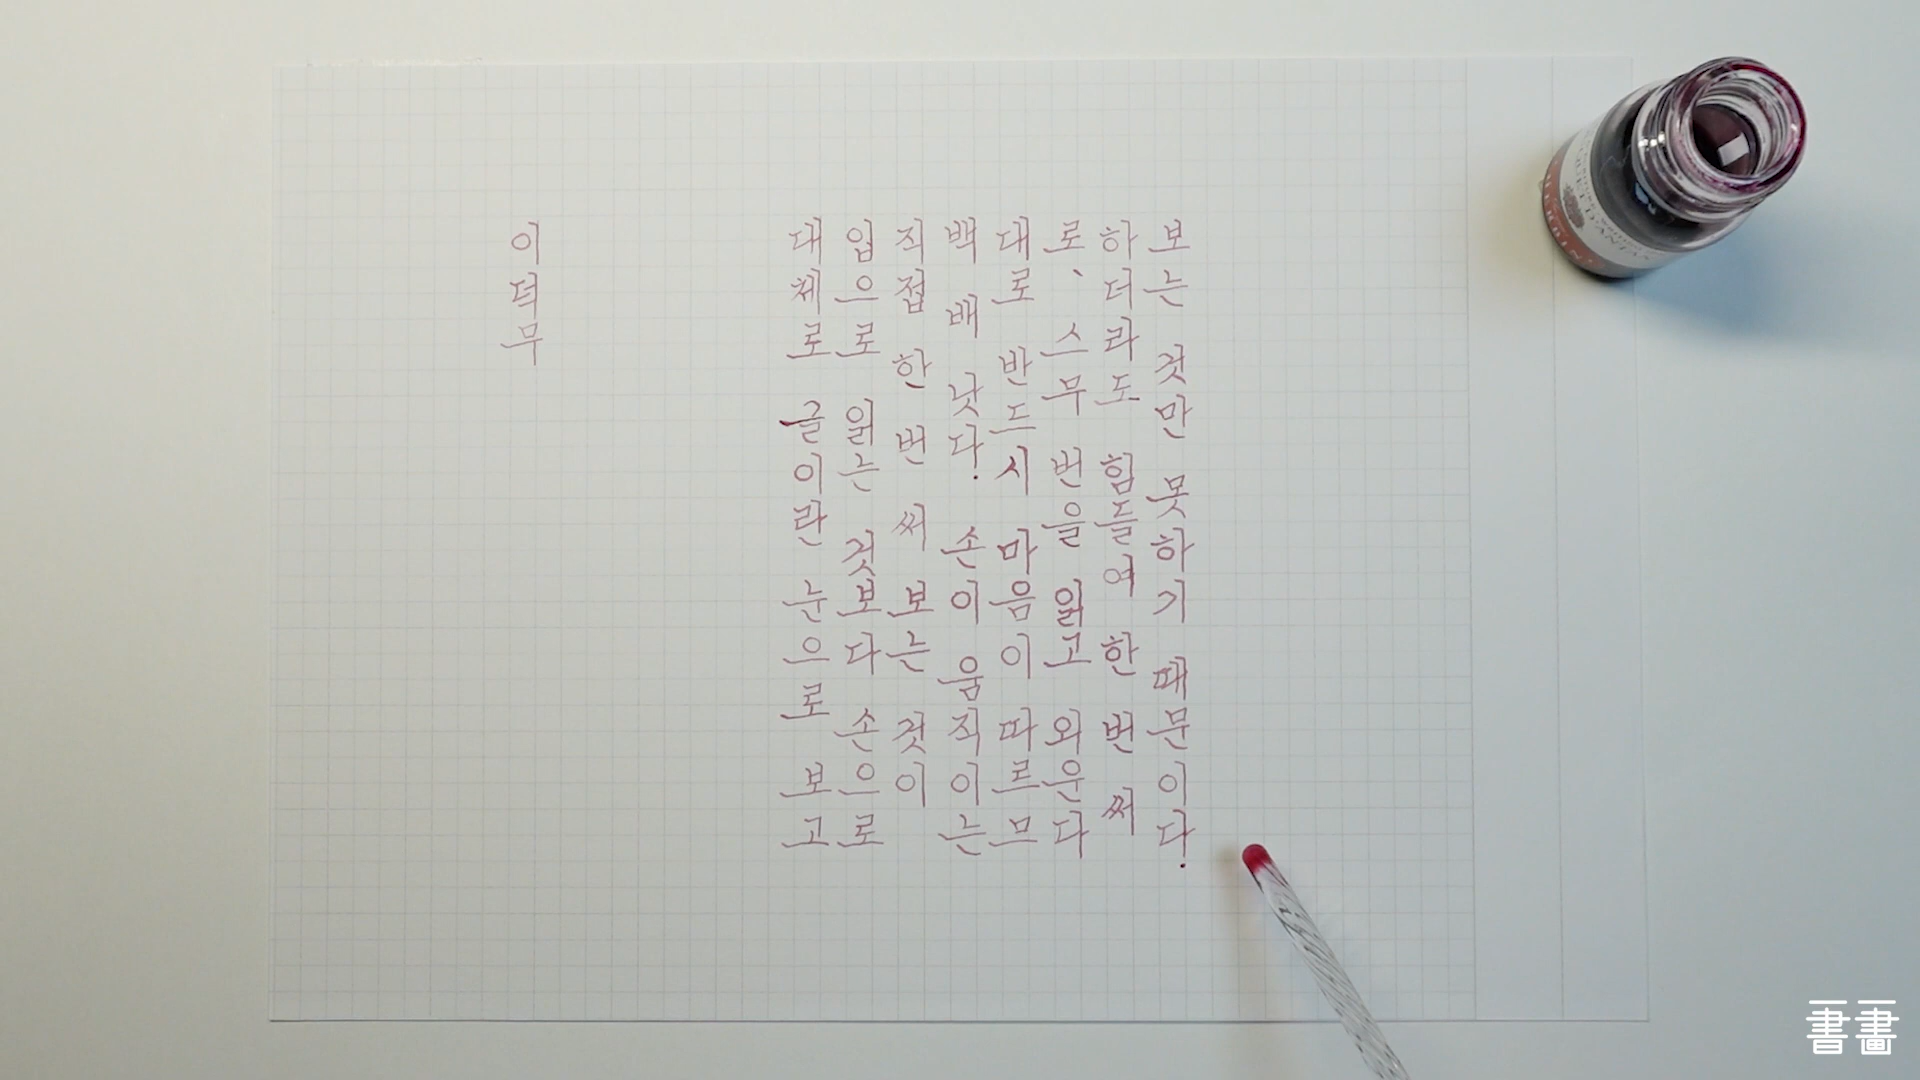 이덕무
대체로 글이란 눈으로 보고
입으로 읽는 것보다 손으로
직접 한 번 써 보는 것이
백 배 낫다. 손이 움직이는
대로 반드시 마음이 따르므
로、스무 번을 읽고 외운다
하더라도 힘들여 한 번 써
보는 것만 못하기 때문이다.
書畫